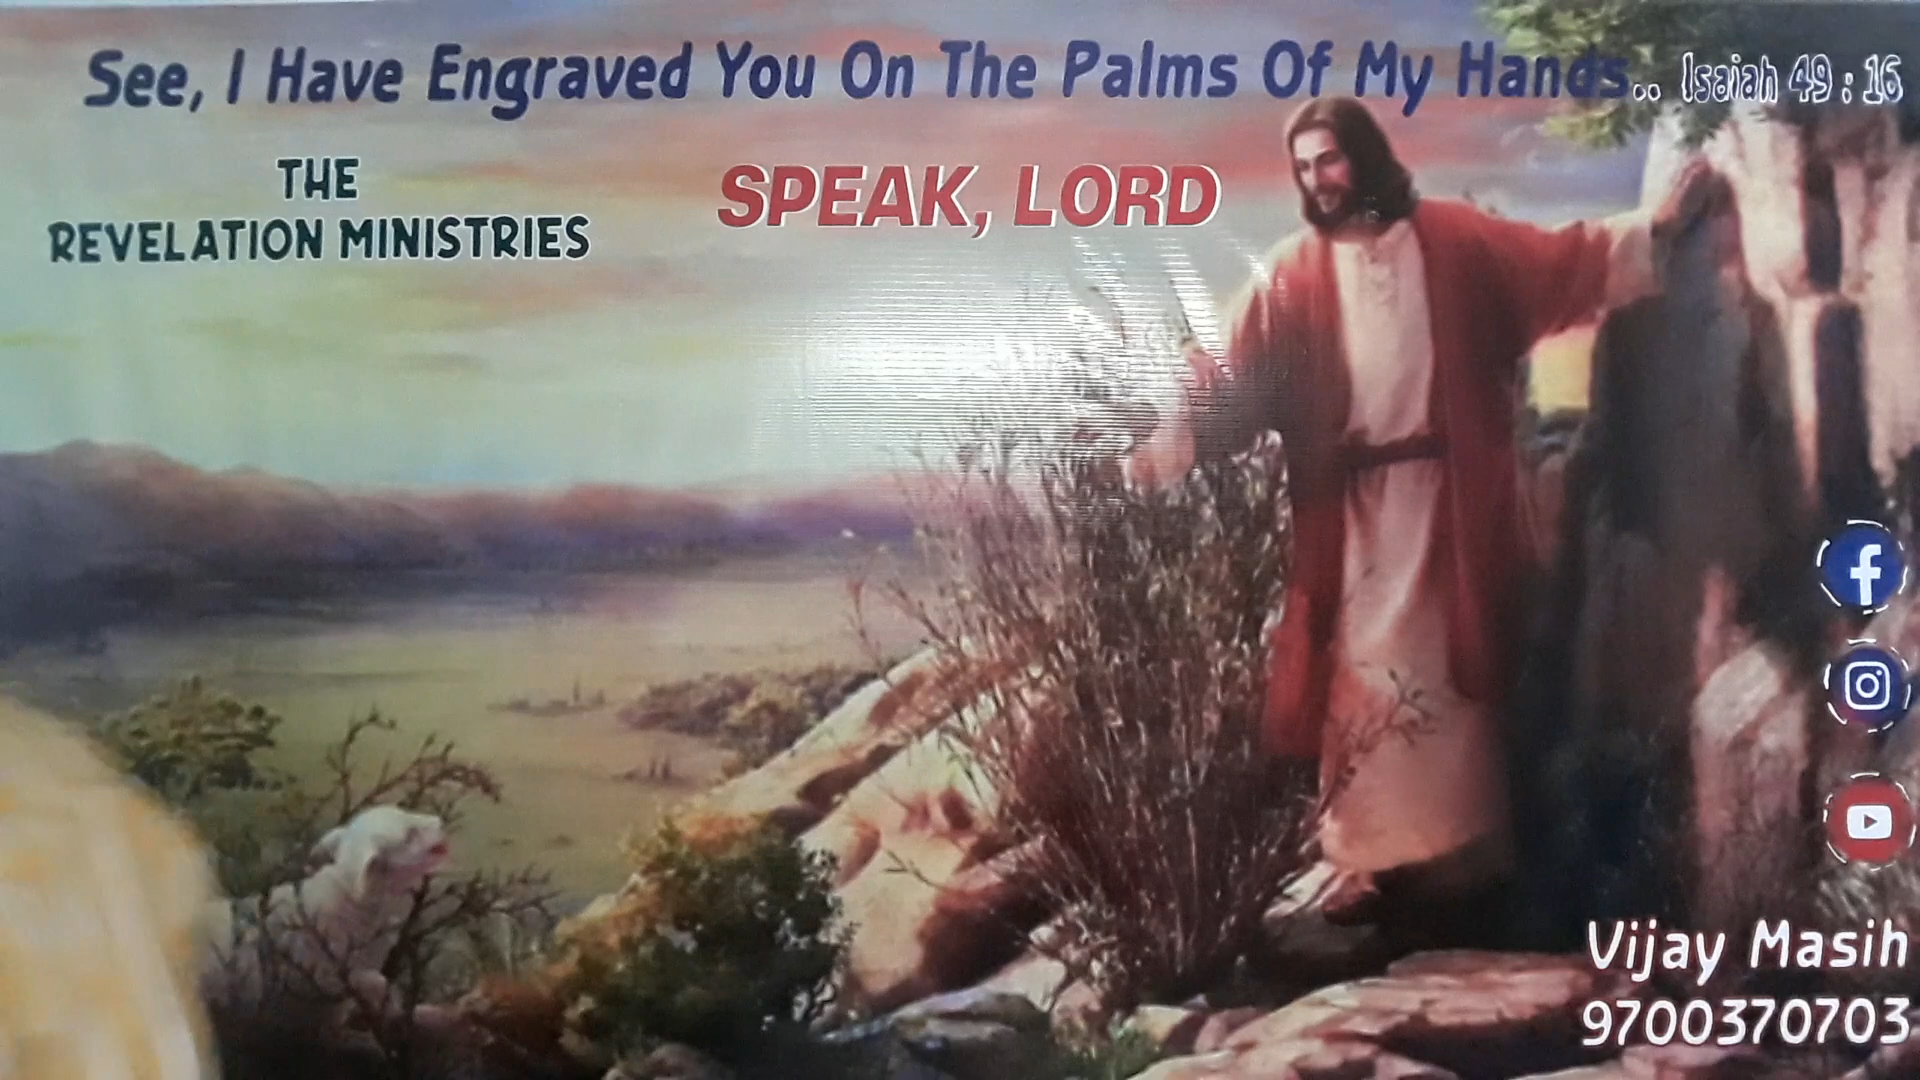 See, I Have Engraved You On The Palms Of My Hands.. Isaiah 49 : 16
THE
REVELATION MINISTRIES
SPEAK, LORD
Vijay Masih
9700370703